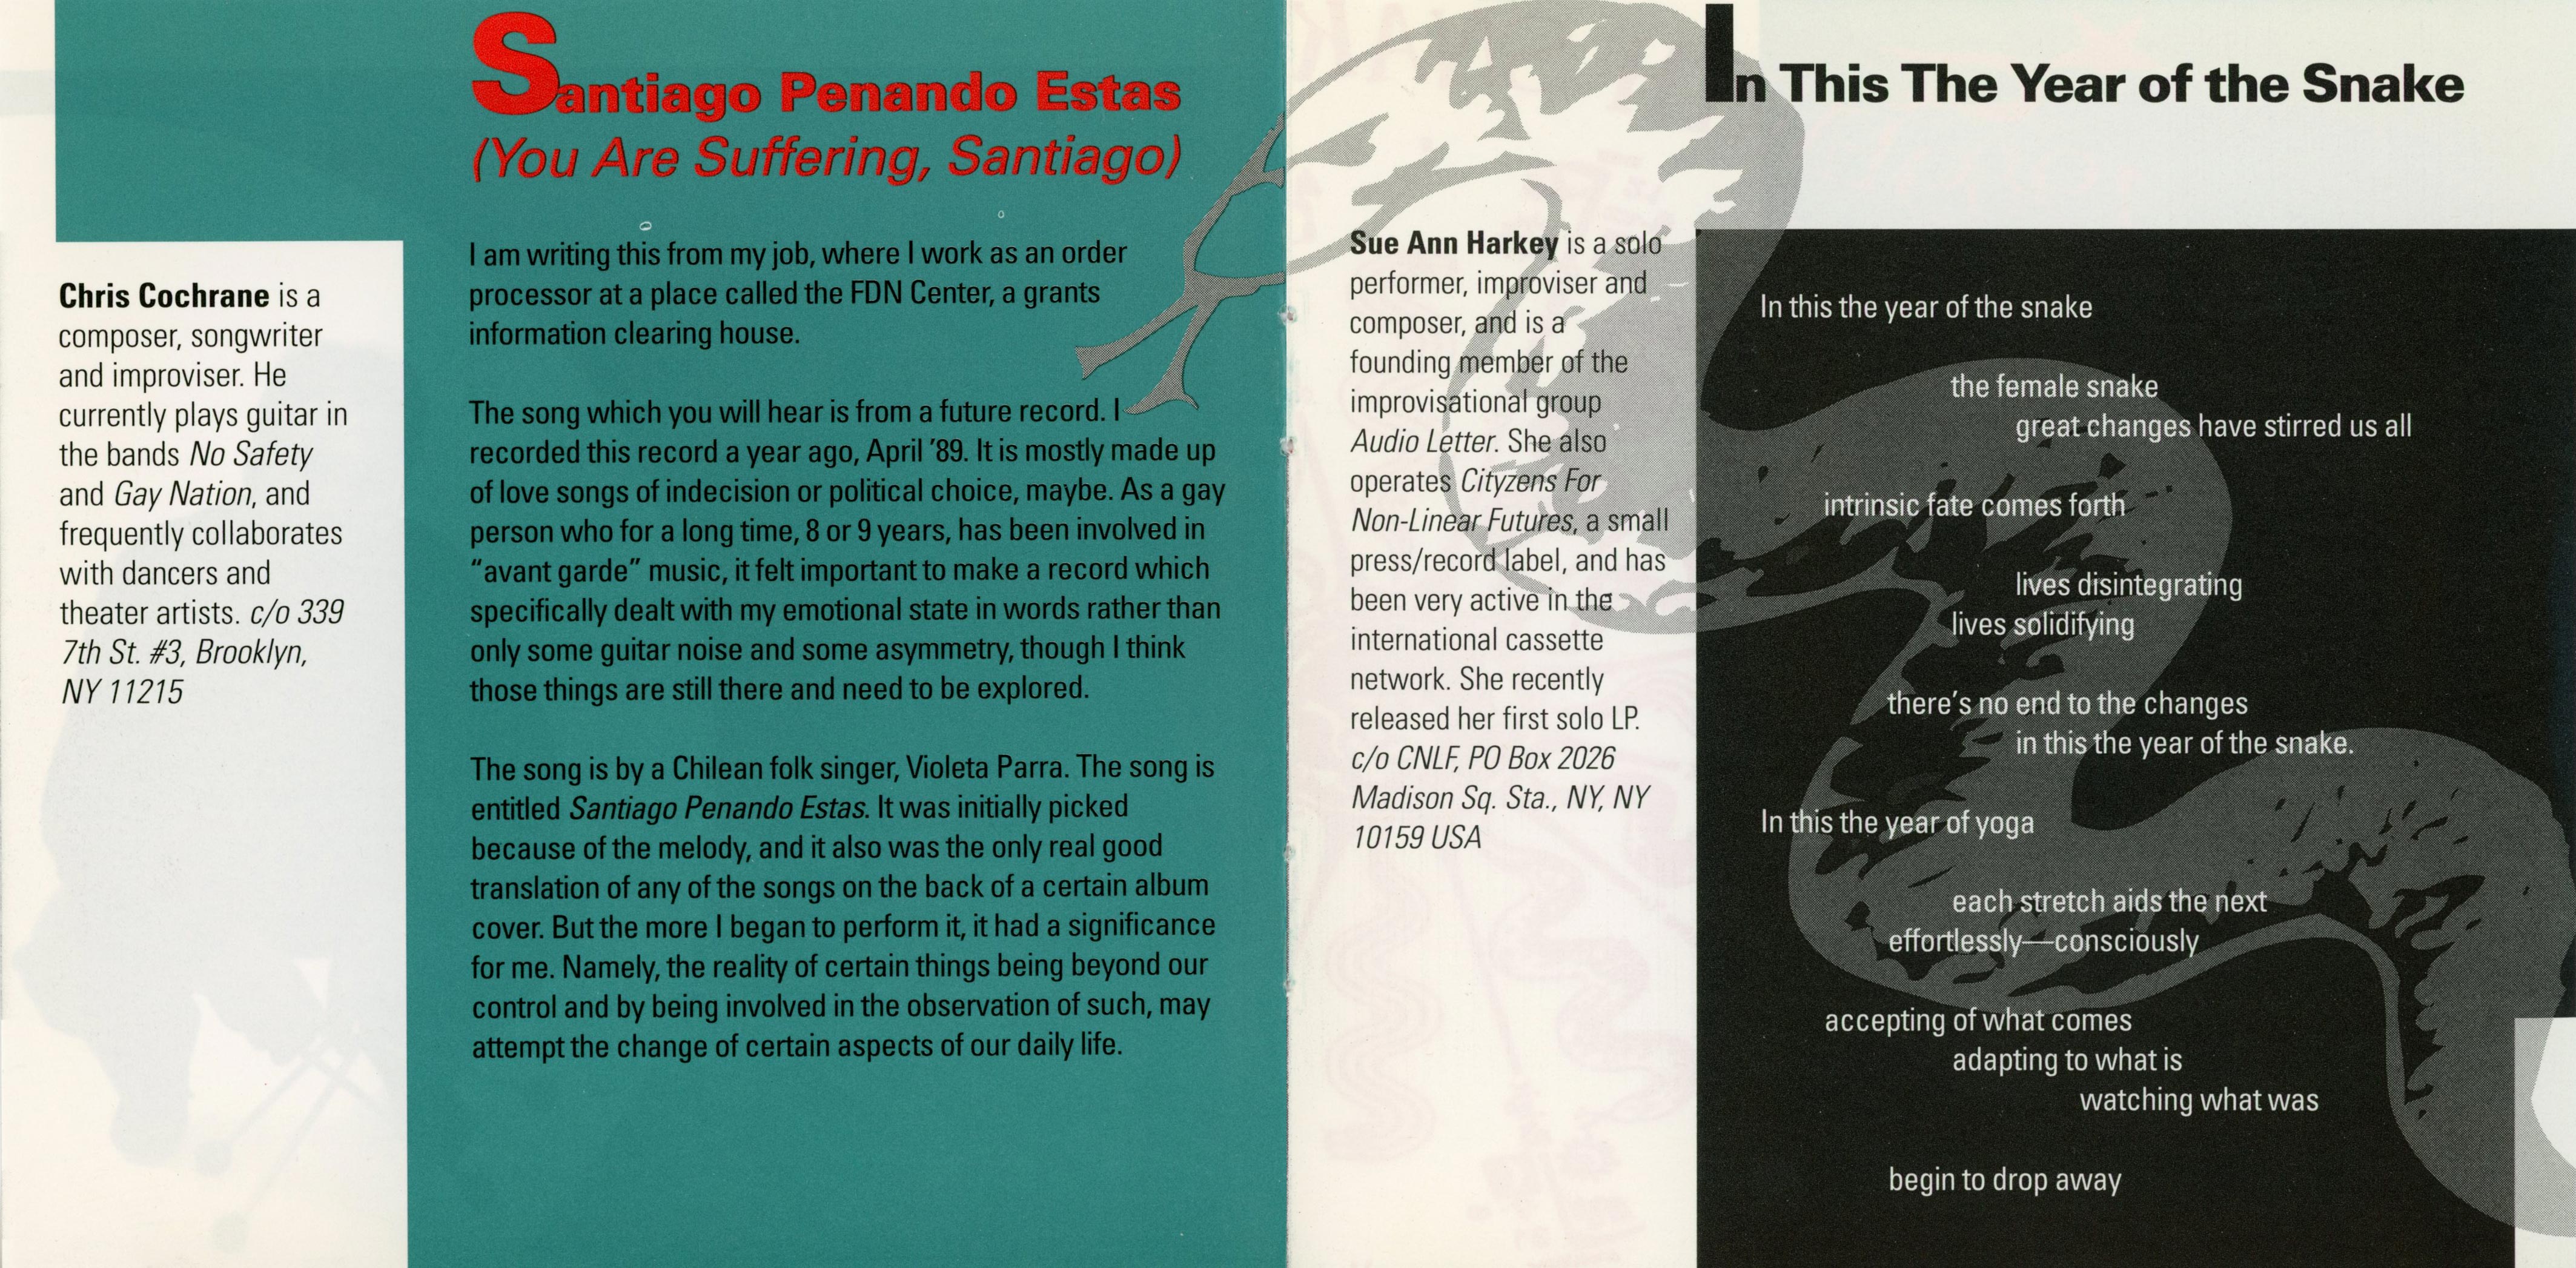 Santiago Penando Estas
(You Are Suffering, Santiago)
Chris Cochrane is a
composer, songwriter
and improviser. He
currently plays guitar in
the bands No Safety
and Gay Nation, and
frequently collaborates
with dancers and
theater artists. c/o 339
7th St. #3, Brooklyn,
NY 11215
I am writing this from my job, where I work as an order
processor at a place called the FDN Center, a grants
information clearing house.
The song which you will hear is from a future record. I
recorded this record a year ago, April '89. It is mostly made up
of love songs of indecision or political choice, maybe. As a gay
person who for a long time, 8 or 9 years, has been involved in
“avant garde” music, it felt important to make a record which
specifically dealt with my emotional state in words rather than
only some guitar noise and some asymmetry, though I think
those things are still there and need to be explored.
The song is by a Chilean folk singer, Violeta Parra. The song is
entitled Santiago Penando Estas. It was initially picked
because of the melody, and it also was the only real good
translation of any of the songs on the back of a certain album
cover. But the more I began to perform it, it had a significance
for me. Namely, the reality of certain things being beyond our
control and by being involved in the observation of such, may
attempt the change of certain aspects of our daily life.
In This The Year of the Snake
Sue Ann Harkey is a solo
performer, improviser and
composer, and is a
founding member of the
improvisational group
Audio Letter. She also
operates Cityzens For
Non-Linear Futures, a small
press/record label, and has
been very active in the
international cassette
network. She recently
released her first solo LP.
c/o CNLF, PO Box 2026
Madison Sq. Sta., NY, NY
10159 USA
In this the year of the snake
the female snake
great changes have stirred us all
intrinsic fate comes forth
lives disintegrating
lives solidifying
there's no end to the changes
in this the year of the snake.
In this the year of yoga
each stretch aids the next
effortlessly—consciously
accepting of what comes
adapting to what is
watching what was
begin to drop away